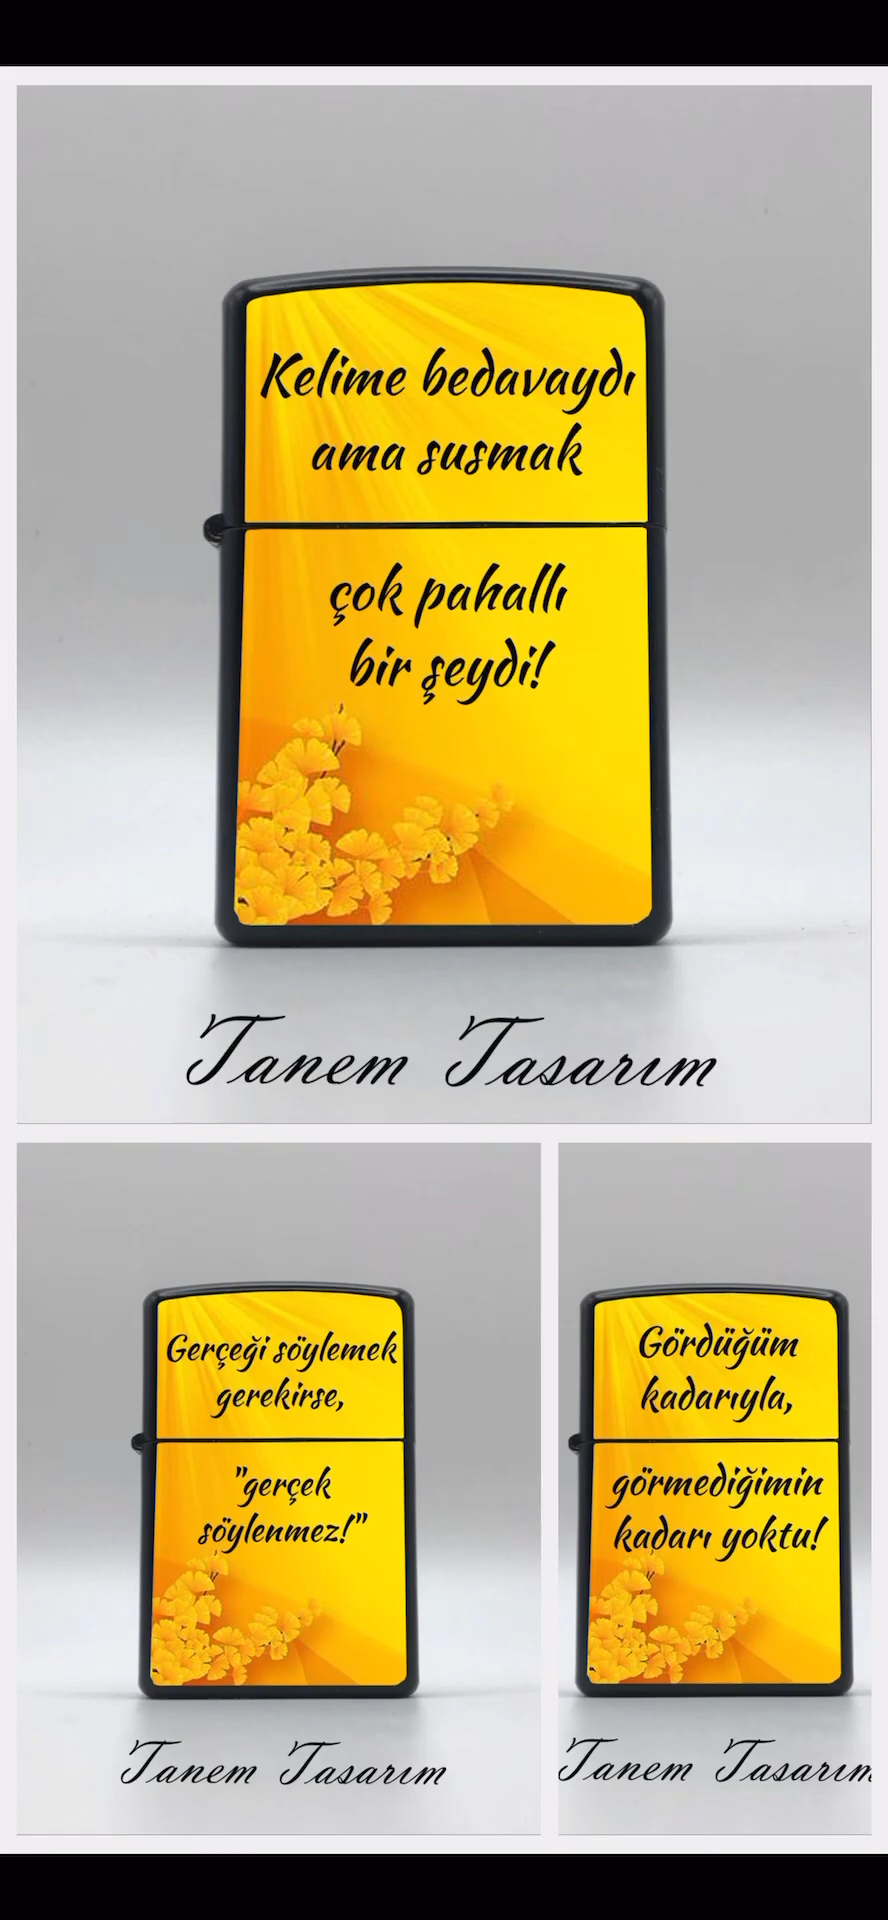 Kelime bedavaydı
ama susmak
çok pahallı
bir şeydi!
Tanem Tasarım
Gerçeği söylemek
gerekirse,
"gerçek
söylenmez!"
Tanem Tasarım
Gördüğüm
kadarıyla,
görmediğimin
kadarı yoktu!
Tanem Tasarım